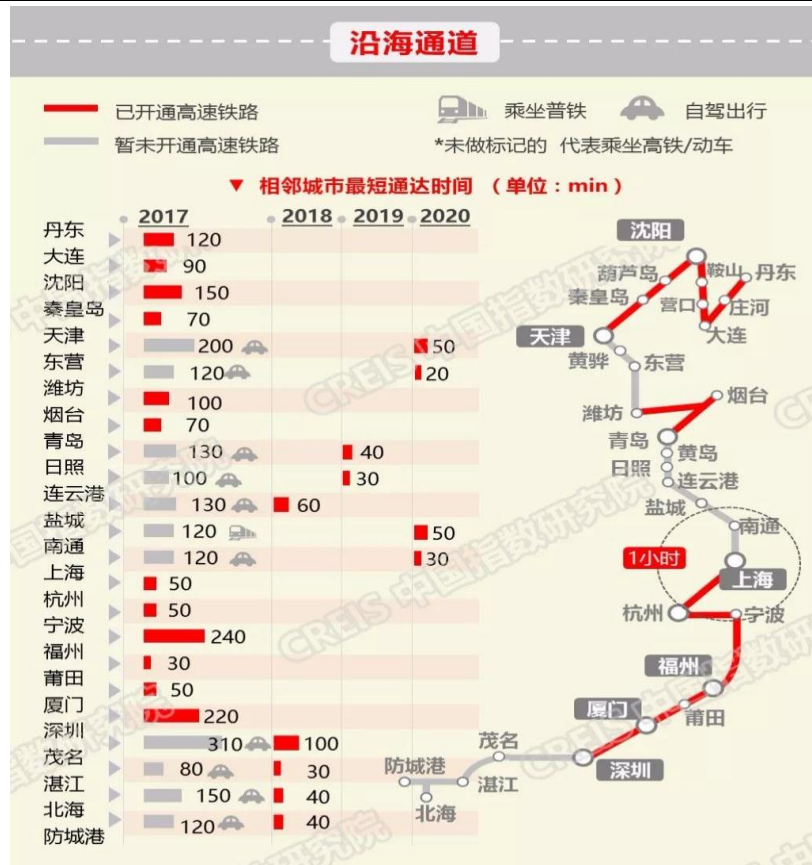 沿海通道
已开通高速铁路 乘坐普铁 自驾出行
暂未开通高速铁路 *未做标记的 代表乘坐高铁/动车
▼ 相邻城市最短通达时间 （单位：min）
2017 2018 2019 2020
丹东
120
大连
90
沈阳
150
秦皇岛
70
天津
200 50
东营
120 20
潍坊
100
烟台
70
青岛
130 40
日照
100 30
连云港
130 60
盐城
120 50
南通
120 30
上海
50
杭州
50
宁波
240
福州
30
莆田
50
厦门
220
深圳
310 100
茂名
80 30
湛江
150 40
北海
120 40
防城港
沈阳
葫芦岛 鞍山 丹东
秦皇岛 营口 庄河
天津 大连
黄骅 东营
烟台
潍坊
青岛 黄岛
日照 连云港
盐城
南通
1小时
上海
杭州 宁波
福州
莆田
厦门
茂名
防城港 深圳
湛江
北海
CREIS 中国指数研究院